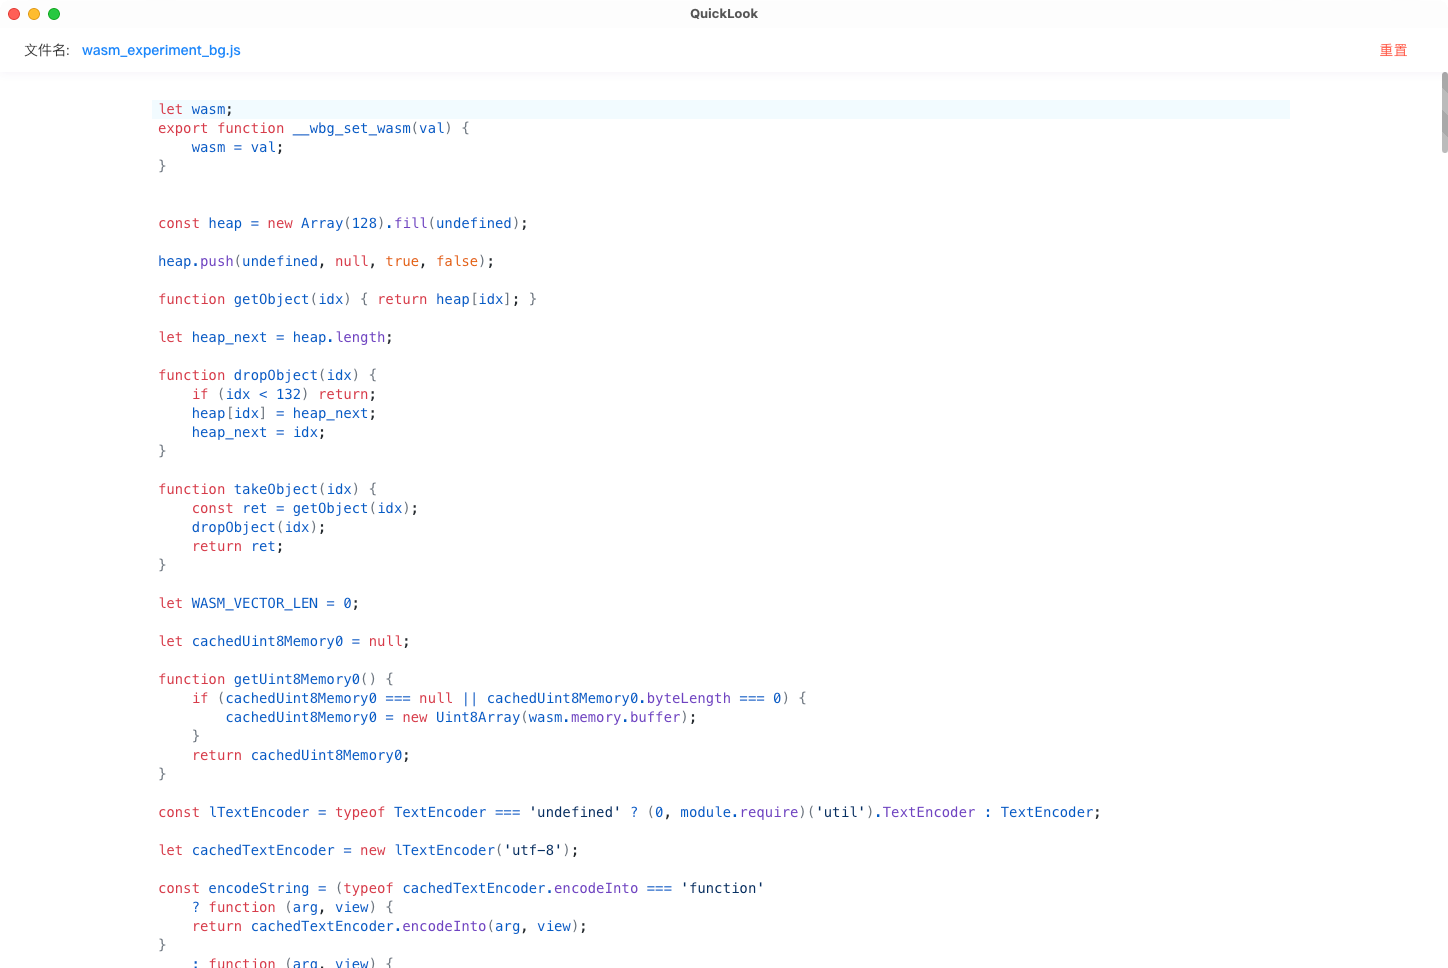 QuickLook
文件名: wasm_experiment_bg.js
重置
let wasm;
export function __wbg_set_wasm(val) {
    wasm = val;
}
const heap = new Array(128).fill(undefined);
heap.push(undefined, null, true, false);
function getObject(idx) { return heap[idx]; }
let heap_next = heap.length;
function dropObject(idx) {
    if (idx < 132) return;
    heap[idx] = heap_next;
    heap_next = idx;
}
function takeObject(idx) {
    const ret = getObject(idx);
    dropObject(idx);
    return ret;
}
let WASM_VECTOR_LEN = 0;
let cachedUint8Memory0 = null;
function getUint8Memory0() {
    if (cachedUint8Memory0 === null || cachedUint8Memory0.byteLength === 0) {
        cachedUint8Memory0 = new Uint8Array(wasm.memory.buffer);
    }
    return cachedUint8Memory0;
}
const lTextEncoder = typeof TextEncoder === 'undefined' ? (0, module.require)('util').TextEncoder : TextEncoder;
let cachedTextEncoder = new lTextEncoder('utf-8');
const encodeString = (typeof cachedTextEncoder.encodeInto === 'function'
    ? function (arg, view) {
    return cachedTextEncoder.encodeInto(arg, view);
}
    : function (arg, view) {